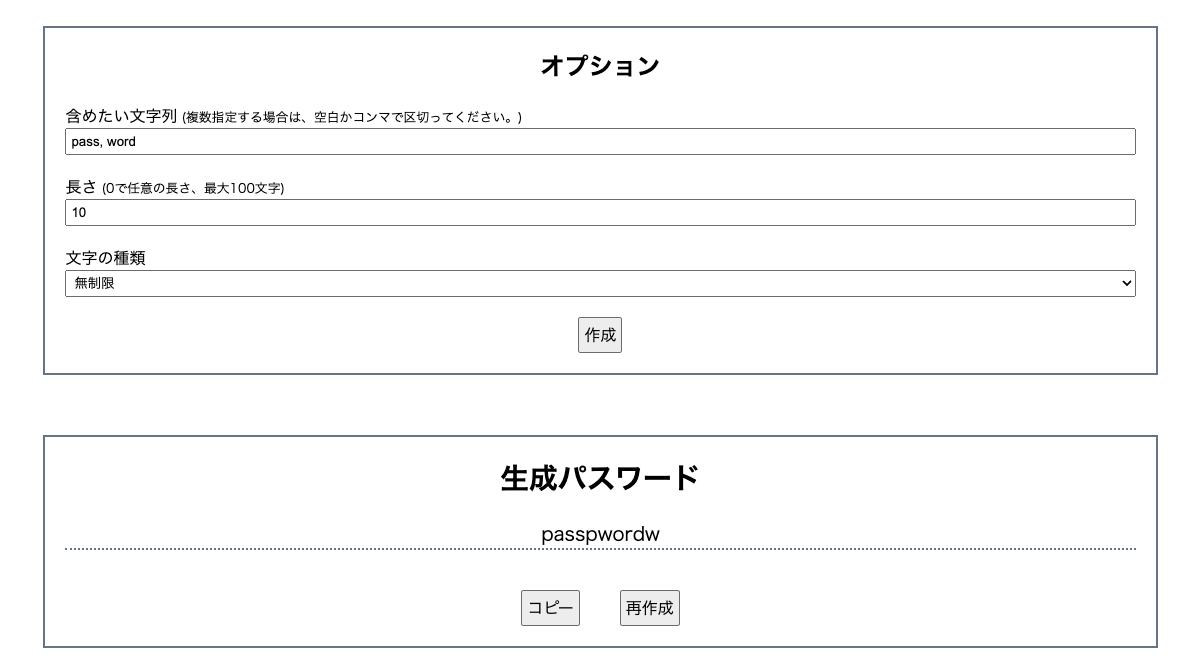 オプション
含めたい文字列 (複数指定する場合は、空白かコンマで区切ってください。)
pass, word
長さ (0で任意の長さ、最大100文字)
10
文字の種類
無制限
作成
生成パスワード
passpwordw
コピー 再作成